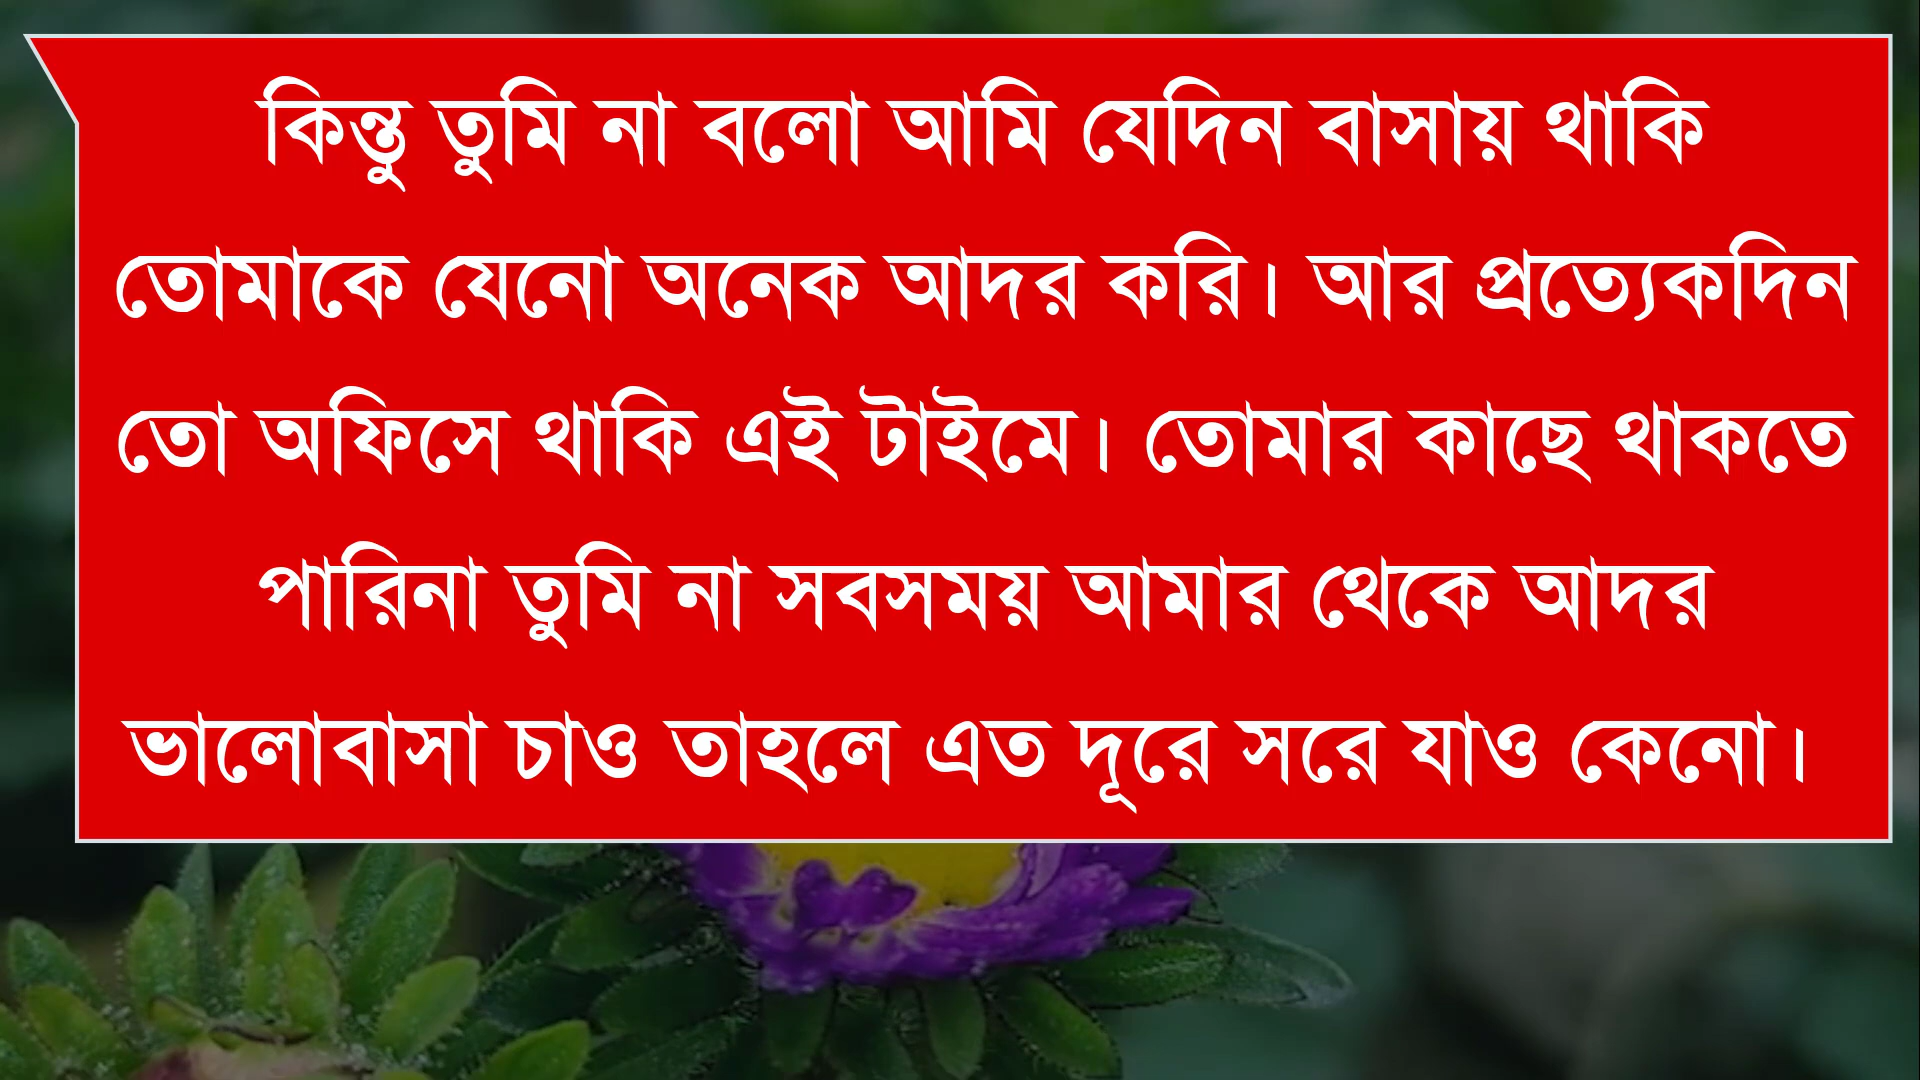 কিন্তু তুমি না বলো আমি যেদিন বাসায় থাকি
তোমাকে যেনো অনেক আদর করি। আর প্রত্যেকদিন
তো অফিসে থাকি এই টাইমে। তোমার কাছে থাকতে
পারিনা তুমি না সবসময় আমার থেকে আদর
ভালোবাসা চাও তাহলে এত দূরে সরে যাও কেনো।